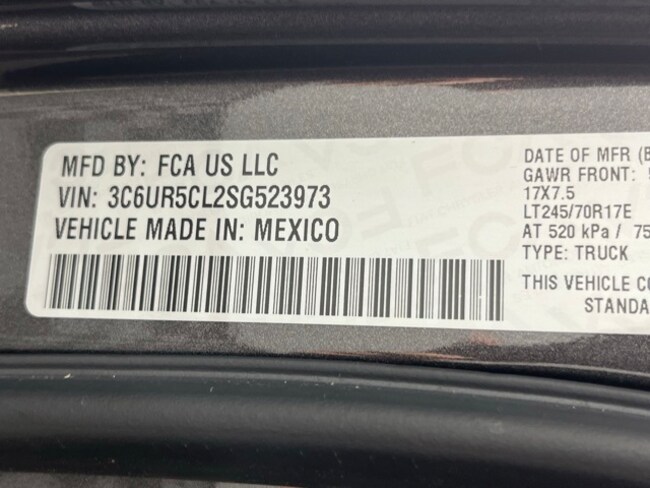 MFD BY: FCA US LLC
VIN: 3C6UR5CL2SG523973
VEHICLE MADE IN: MEXICO
DATE OF MFR
GAWR FRONT:
17X7.5
LT245/70R17E
AT 520 kPa / 75
TYPE: TRUCK
THIS VEHICLE